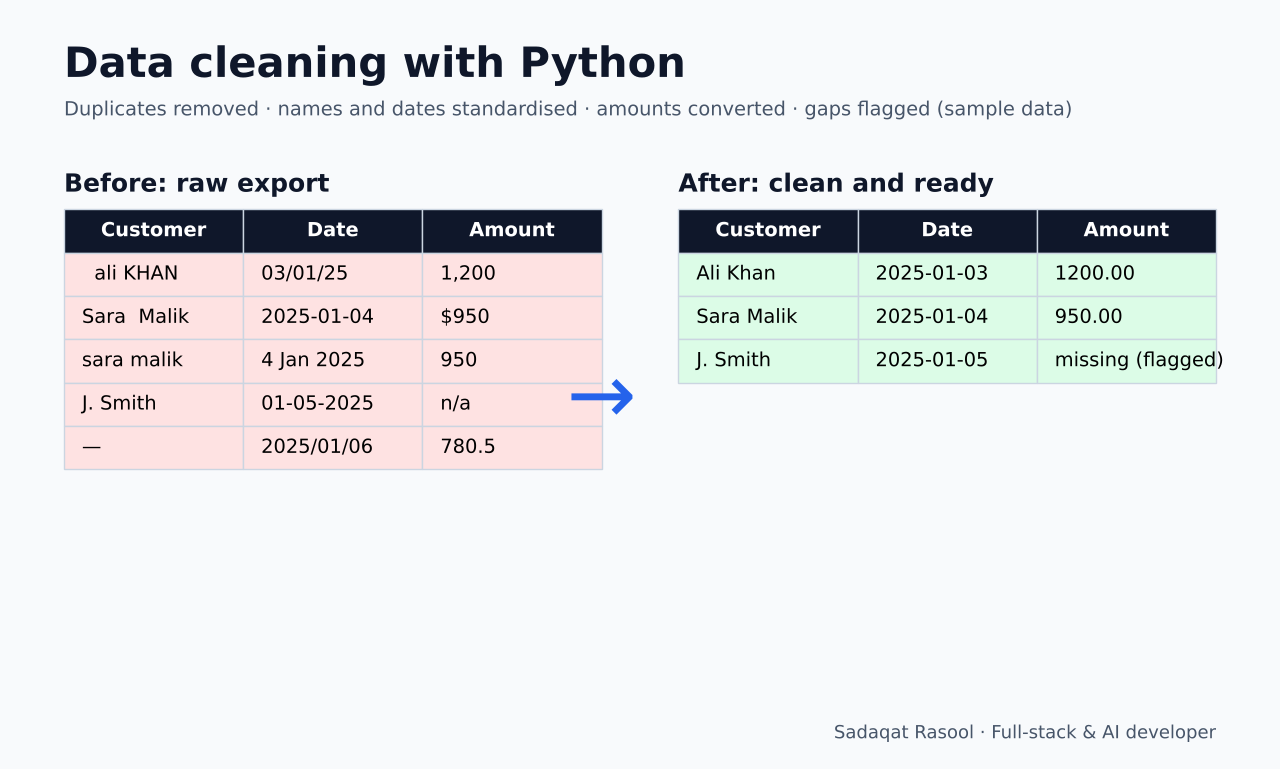 Data cleaning with Python
Duplicates removed · names and dates standardised · amounts converted · gaps flagged (sample data)
Before: raw export
Customer Date Amount
ali KHAN 03/01/25 1,200
Sara  Malik 2025-01-04 $950
sara malik 4 Jan 2025 950
J. Smith 01-05-2025 n/a
— 2025/01/06 780.5
→
After: clean and ready
Customer Date Amount
Ali Khan 2025-01-03 1200.00
Sara Malik 2025-01-04 950.00
J. Smith 2025-01-05 missing (flagged)
Sadaqat Rasool · Full-stack & AI developer